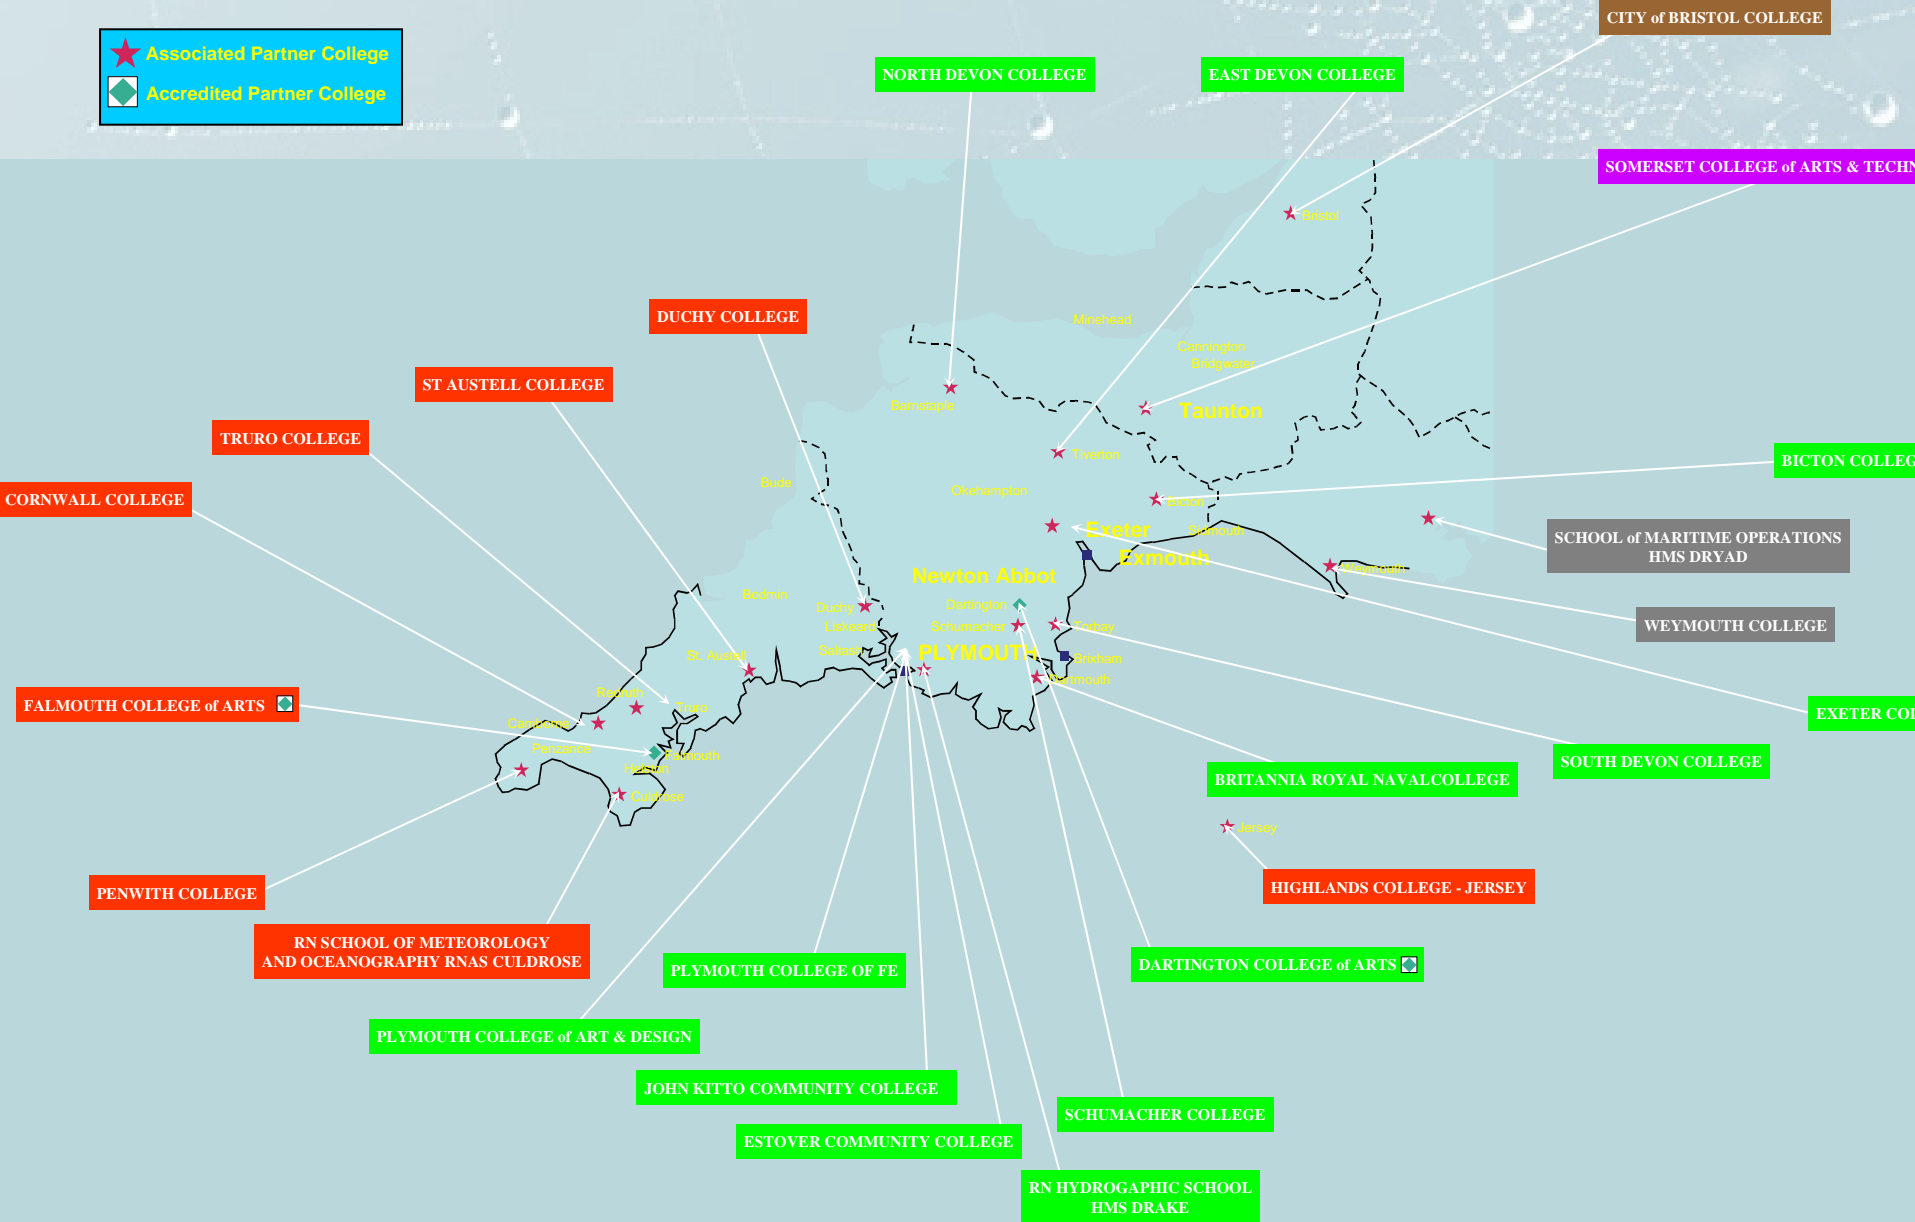 CITY of BRISTOL COLLEGE
Associated Partner College
Accredited Partner College
NORTH DEVON COLLEGE
EAST DEVON COLLEGE
SOMERSET COLLEGE of ARTS & TECHN
Bristol
DUCHY COLLEGE
Minehead
Cannington
Bridgwater
ST AUSTELL COLLEGE
Barnstaple
Taunton
TRURO COLLEGE
Tiverton
BICTON COLLEG
Bude
Okehampton
CORNWALL COLLEGE
Bicton
Exeter
Sidmouth
SCHOOL of MARITIME OPERATIONS
HMS DRYAD
Exmouth
Newton Abbot
Weymouth
Bodmin
Duchy
Dartington
Liskeard
Schumacher
Torbay
WEYMOUTH COLLEGE
Saltash
PLYMOUTH
St. Austell
Brixham
Dartmouth
Redruth
FALMOUTH COLLEGE of ARTS
Truro
EXETER COL
Camborne
Penzance
Falmouth
Helston
SOUTH DEVON COLLEGE
BRITANNIA ROYAL NAVALCOLLEGE
Culdrose
Jersey
PENWITH COLLEGE
HIGHLANDS COLLEGE - JERSEY
RN SCHOOL OF METEOROLOGY
AND OCEANOGRAPHY RNAS CULDROSE
PLYMOUTH COLLEGE OF FE
DARTINGTON COLLEGE of ARTS
PLYMOUTH COLLEGE of ART & DESIGN
JOHN KITTO COMMUNITY COLLEGE
SCHUMACHER COLLEGE
ESTOVER COMMUNITY COLLEGE
RN HYDROGAPHIC SCHOOL
HMS DRAKE